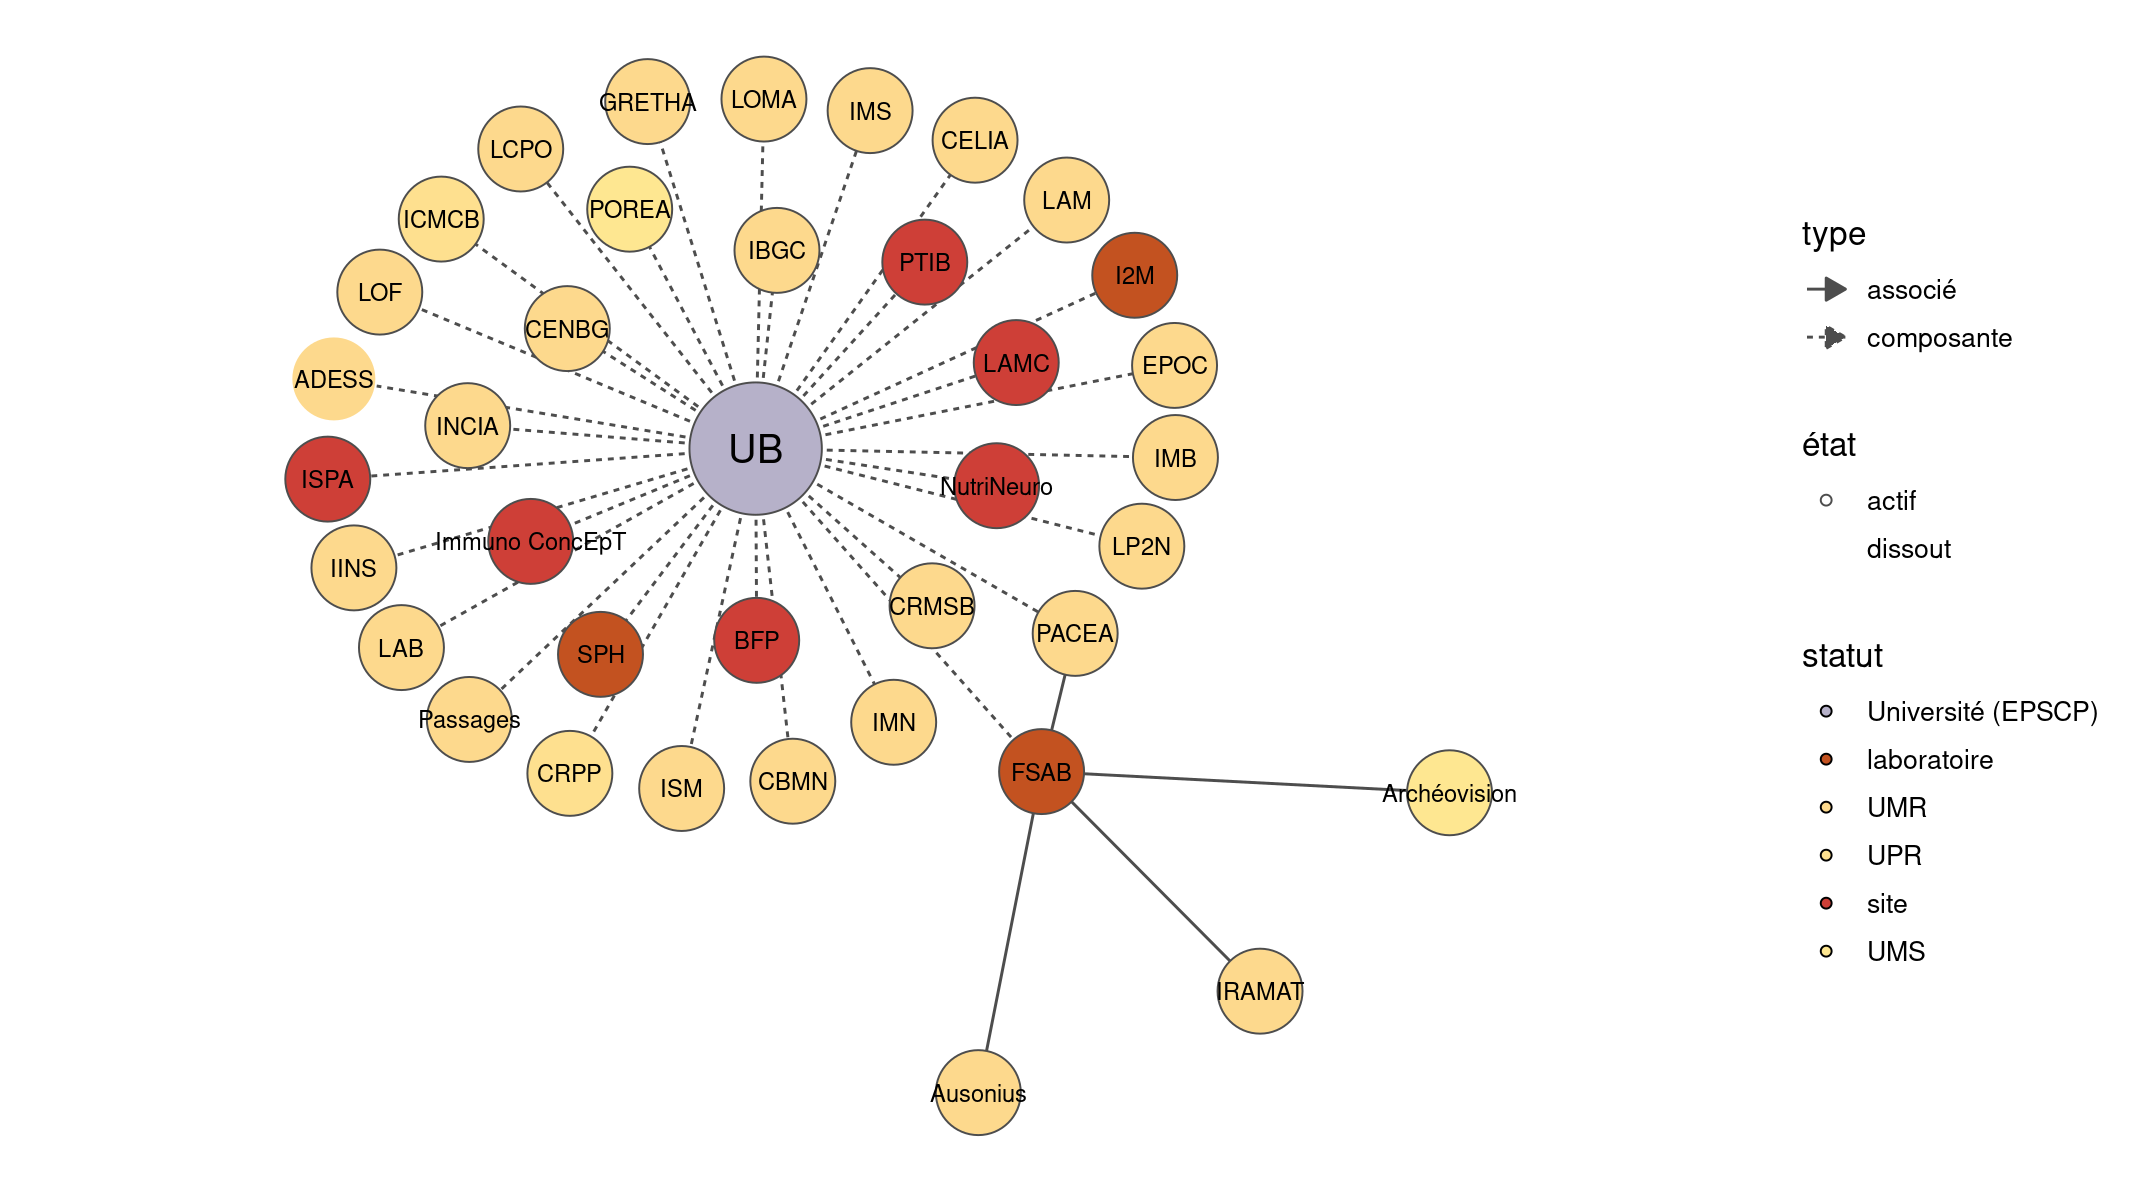 GRETHA
LOMA
IMS
CELIA
LCPO
LAM
POREA
ICMCB
IBGC
PTIB
I2M
LOF
CENBG
LAMC
EPOC
ADESS
INCIA
UB
IMB
ISPA
NutriNeuro
Immuno ConcEpT
LP2N
IINS
CRMSB
PACEA
LAB
SPH
BFP
Passages
IMN
CRPP
ISM
CBMN
FSAB
Archéovision
IRAMAT
Ausonius
type
associé
composante
état
actif
dissout
statut
Université (EPSCP)
laboratoire
UMR
UPR
site
UMS